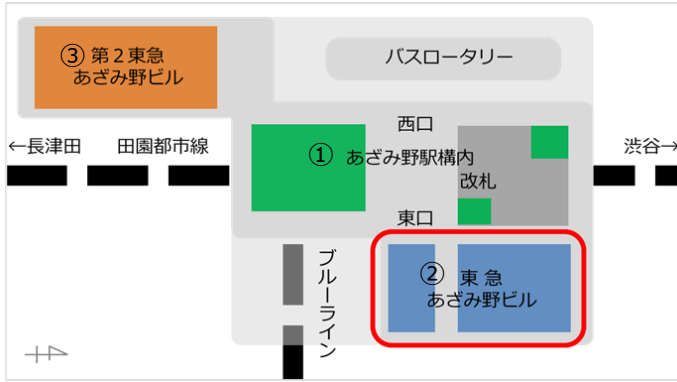 ③ 第2東急
あざみ野ビル
バスロータリー
西口
←長津田 田園都市線
渋谷→
① あざみ野駅構内
改札
東口
② 東急
あざみ野ビル
ブルーライン